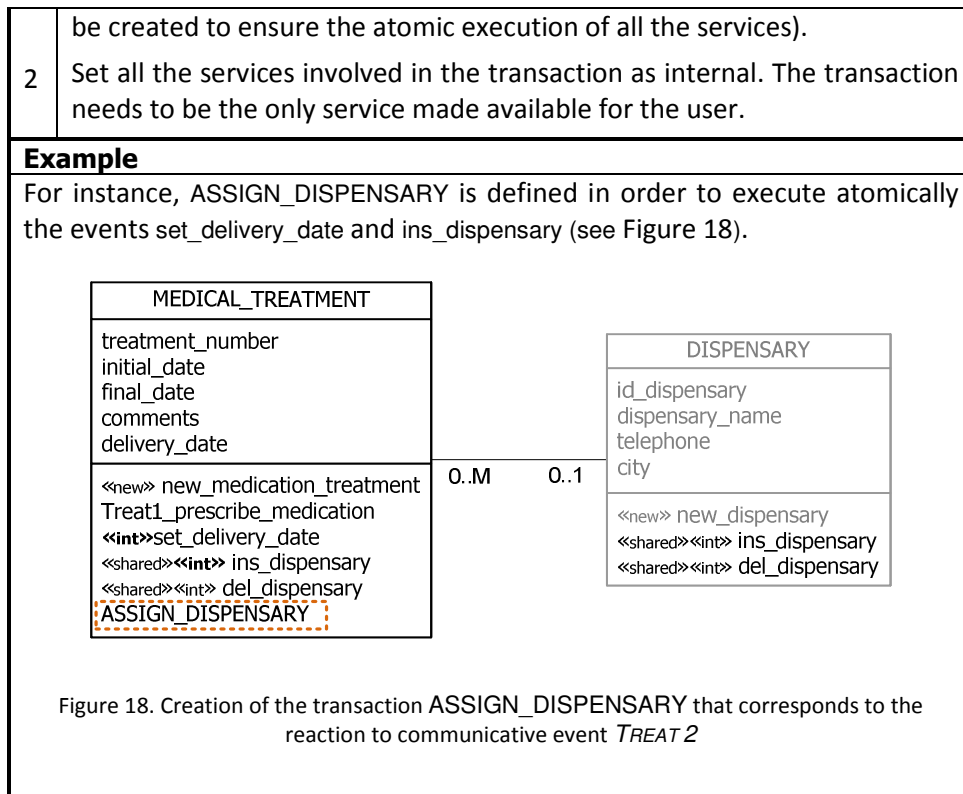 be created to ensure the atomic execution of all the services).
2 Set all the services involved in the transaction as internal. The transaction
needs to be the only service made available for the user.
Example
For instance, ASSIGN_DISPENSARY is defined in order to execute atomically
the events set_delivery_date and ins_dispensary (see Figure 18).
MEDICAL_TREATMENT
treatment_number
initial_date
final_date
comments
delivery_date
«new» new_medication_treatment
Treat1_prescribe_medication
«int»set_delivery_date
«shared»«int» ins_dispensary
«shared»«int» del_dispensary
ASSIGN_DISPENSARY
0..M 0..1
DISPENSARY
id_dispensary
dispensary_name
telephone
city
«new» new_dispensary
«shared»«int» ins_dispensary
«shared»«int» del_dispensary
Figure 18. Creation of the transaction ASSIGN_DISPENSARY that corresponds to the
reaction to communicative event TREAT 2